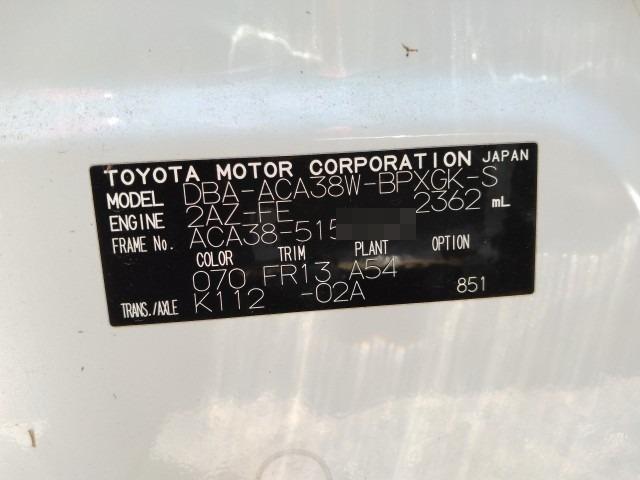 TOYOTA MOTOR CORPORATION JAPAN
MODEL DBA-ACA38W-BPXGK-S
ENGINE 2AZ-FE 2362 mL
FRAME No. ACA38-515
COLOR TRIM PLANT OPTION
070 FR13 A54
TRANS./AXLE K112 -02A 851